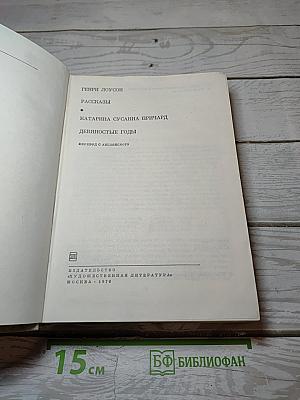 ГЕНРИ ЛОУСОН
РАССКАЗЫ
КАТАРИНА СУСАННА ПРИЧАРД
ДЕВЯНОСТЫЕ ГОДЫ
ПЕРЕВОД С АНГЛИЙСКОГО
ИЗДАТЕЛЬСТВО
«ХУДОЖЕСТВЕННАЯ ЛИТЕРАТУРА»
МОСКВА · 1976
15 см
БФ БИБЛИОФАН